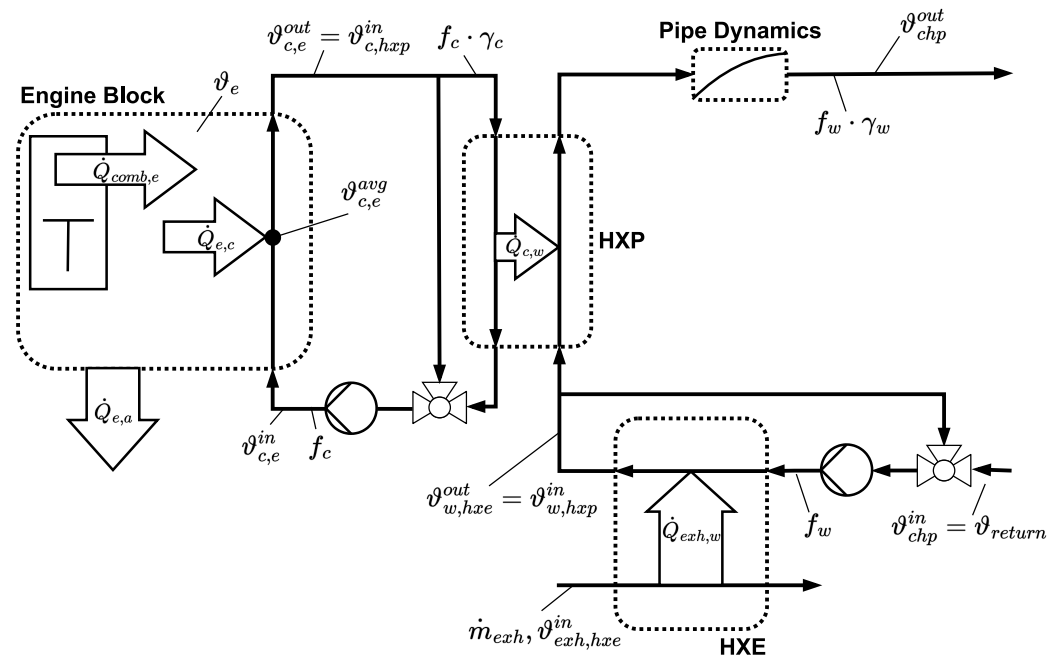 ϑ_{c,e}^{out} = ϑ_{c,hxp}^{in}
f_c · γ_c
Pipe Dynamics
ϑ_{chp}^{out}
Engine Block
ϑ_e
f_w · γ_w
Q̇_{comb,e}
ϑ_{c,e}^{avg}
Q̇_{e,c}
Q̇_{c,w}
HXP
Q̇_{e,a}
ϑ_{c,e}^{in}
f_c
ϑ_{w,hxe}^{out} = ϑ_{w,hxp}^{in}
Q̇_{exh,w}
f_w
ϑ_{chp}^{in} = ϑ_{return}
ṁ_{exh}, ϑ_{exh,hxe}^{in}
HXE